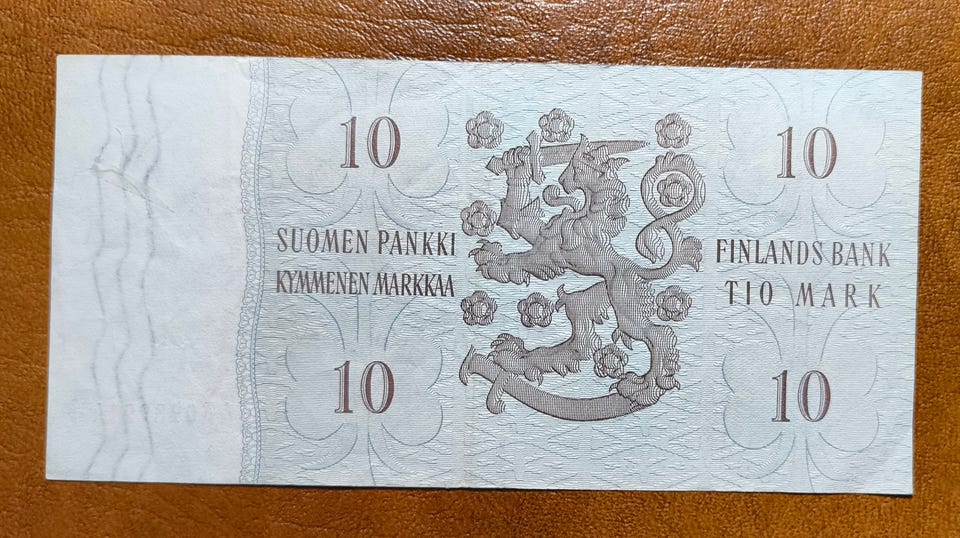 10 10
SUOMEN PANKKI
KYMMENEN MARKKAA
FINLANDS BANK
TIO MARK
10 10